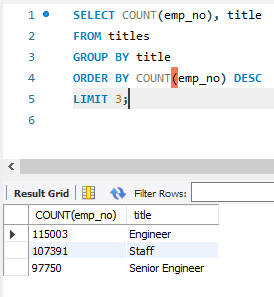 1 SELECT COUNT(emp_no), title
2 FROM titles
3 GROUP BY title
4 ORDER BY COUNT(emp_no) DESC
5 LIMIT 3;
6
Result Grid Filter Rows:
COUNT(emp_no) title
115003 Engineer
107391 Staff
97750 Senior Engineer